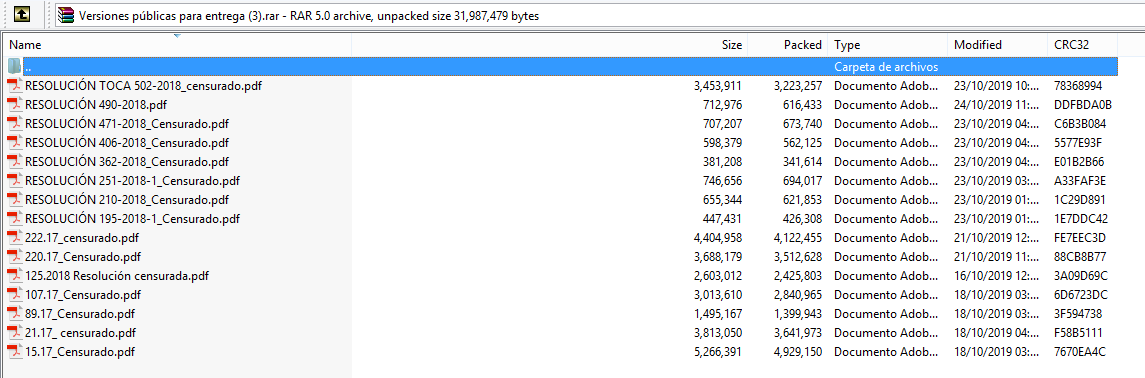 Versiones públicas para entrega (3).rar - RAR 5.0 archive, unpacked size 31,987,479 bytes
Name Size Packed Type Modified CRC32
.. Carpeta de archivos
RESOLUCIÓN TOCA 502-2018_censurado.pdf 3,453,911 3,223,257 Documento Adob... 23/10/2019 10:... 78368994
RESOLUCIÓN 490-2018.pdf 712,976 616,433 Documento Adob... 24/10/2019 11:... DDFBDA0B
RESOLUCIÓN 471-2018_Censurado.pdf 707,207 673,740 Documento Adob... 23/10/2019 04:... C6B3B084
RESOLUCIÓN 406-2018_Censurado.pdf 598,379 562,125 Documento Adob... 23/10/2019 04:... 5577E93F
RESOLUCIÓN 362-2018_Censurado.pdf 381,208 341,614 Documento Adob... 23/10/2019 04:... E01B2B66
RESOLUCIÓN 251-2018-1_Censurado.pdf 746,656 694,017 Documento Adob... 23/10/2019 03:... A33FAF3E
RESOLUCIÓN 210-2018_Censurado.pdf 655,344 621,853 Documento Adob... 23/10/2019 01:... 1C29D891
RESOLUCIÓN 195-2018-1_Censurado.pdf 447,431 426,308 Documento Adob... 23/10/2019 01:... 1E7DDC42
222.17_censurado.pdf 4,404,958 4,122,455 Documento Adob... 21/10/2019 12:... FE7EEC3D
220.17_Censurado.pdf 3,688,179 3,512,628 Documento Adob... 21/10/2019 11:... 88CB8B77
125.2018 Resolución censurada.pdf 2,603,012 2,425,803 Documento Adob... 16/10/2019 12:... 3A09D69C
107.17_Censurado.pdf 3,013,610 2,840,965 Documento Adob... 18/10/2019 03:... 6D6723DC
89.17_Censurado.pdf 1,495,167 1,399,943 Documento Adob... 18/10/2019 03:... 3F594738
21.17_ censurado.pdf 3,813,050 3,641,973 Documento Adob... 18/10/2019 04:... F58B5111
15.17_Censurado.pdf 5,266,391 4,929,150 Documento Adob... 18/10/2019 03:... 7670EA4C